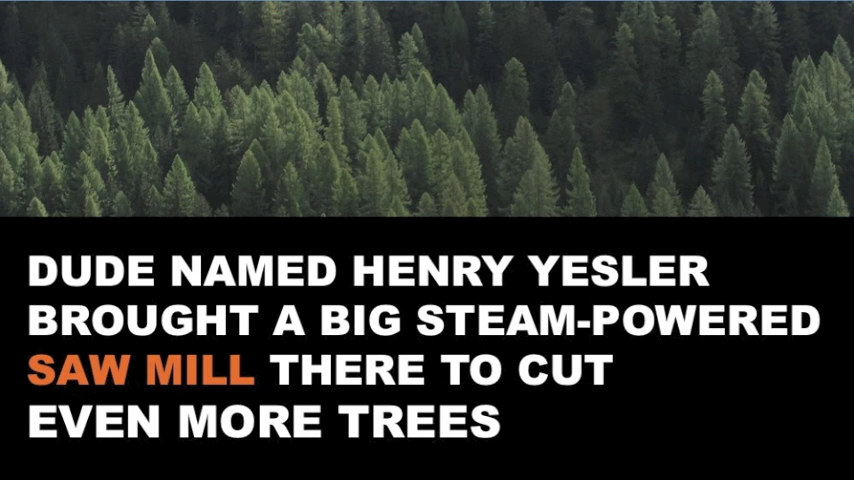 DUDE NAMED HENRY YESLER
BROUGHT A BIG STEAM-POWERED
SAW MILL THERE TO CUT
EVEN MORE TREES